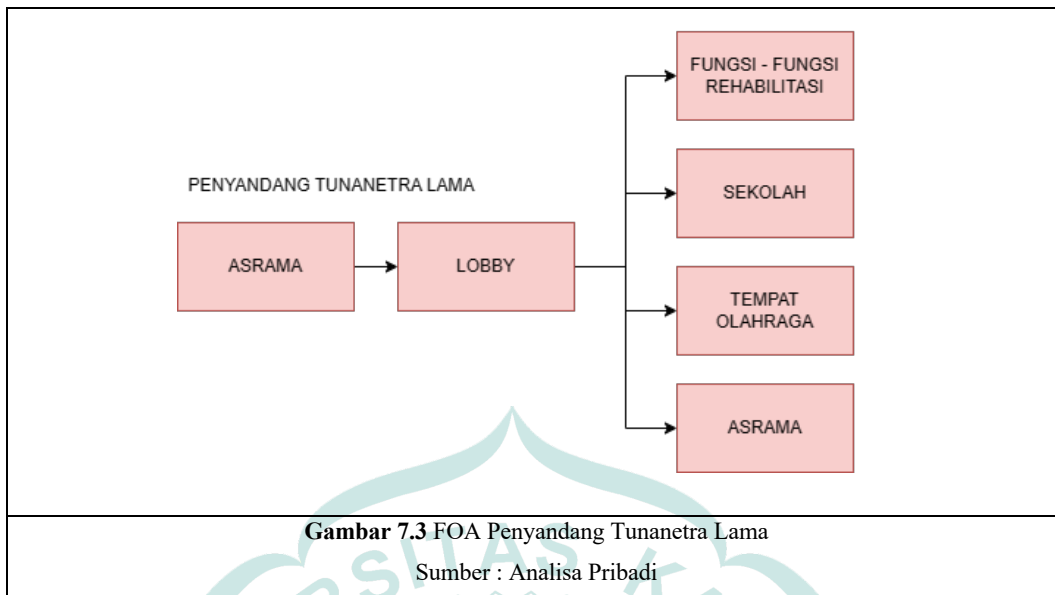 FUNGSI - FUNGSI
REHABILITASI
SEKOLAH
PENYANDANG TUNANETRA LAMA
ASRAMA
LOBBY
TEMPAT
OLAHRAGA
ASRAMA
Gambar 7.3 FOA Penyandang Tunanetra Lama
Sumber : Analisa Pribadi